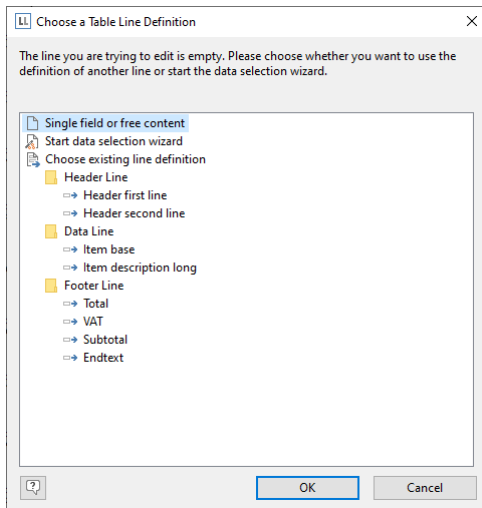 LL Choose a Table Line Definition
The line you are trying to edit is empty. Please choose whether you want to use the
definition of another line or start the data selection wizard.
Single field or free content
Start data selection wizard
Choose existing line definition
Header Line
Header first line
Header second line
Data Line
Item base
Item description long
Footer Line
Total
VAT
Subtotal
Endtext
?
OK Cancel